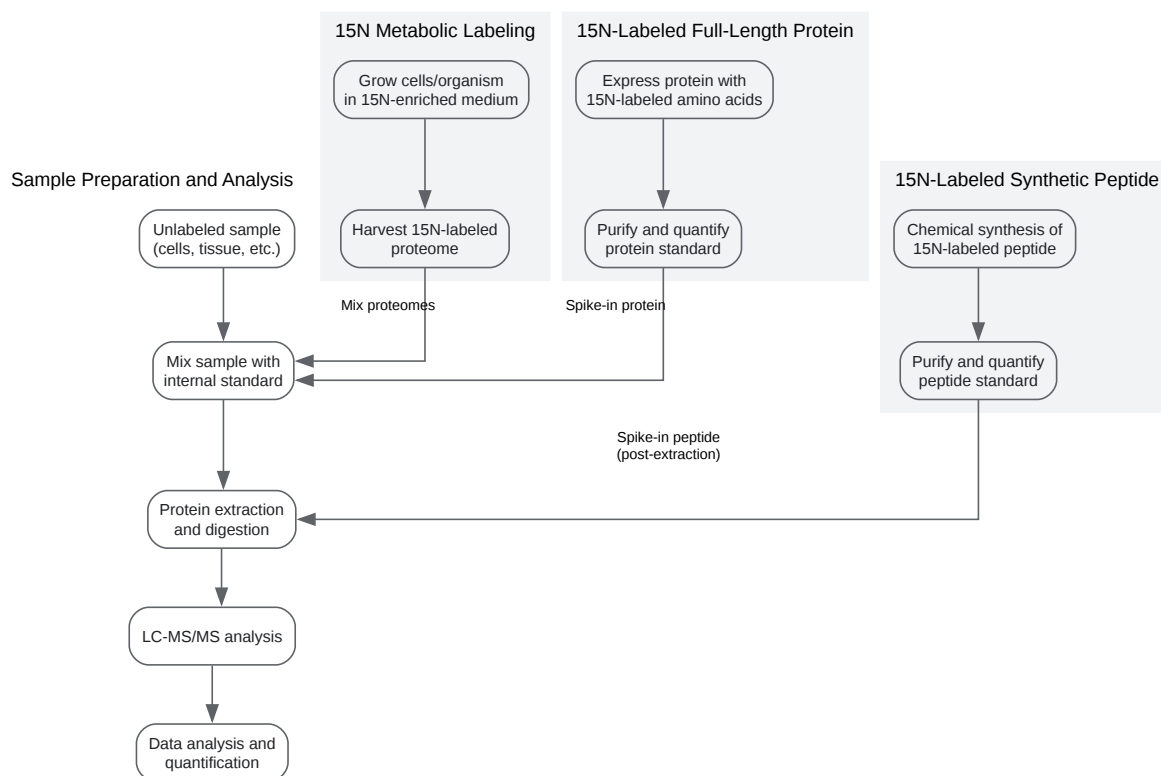 15N Metabolic Labeling
15N-Labeled Full-Length Protein
Grow cells/organism
in 15N-enriched medium
Express protein with
15N-labeled amino acids
Sample Preparation and Analysis
15N-Labeled Synthetic Peptide
Unlabeled sample
(cells, tissue, etc.)
Harvest 15N-labeled
proteome
Purify and quantify
protein standard
Chemical synthesis of
15N-labeled peptide
Mix proteomes
Spike-in protein
Mix sample with
internal standard
Purify and quantify
peptide standard
Spike-in peptide
(post-extraction)
Protein extraction
and digestion
LC-MS/MS analysis
Data analysis and
quantification